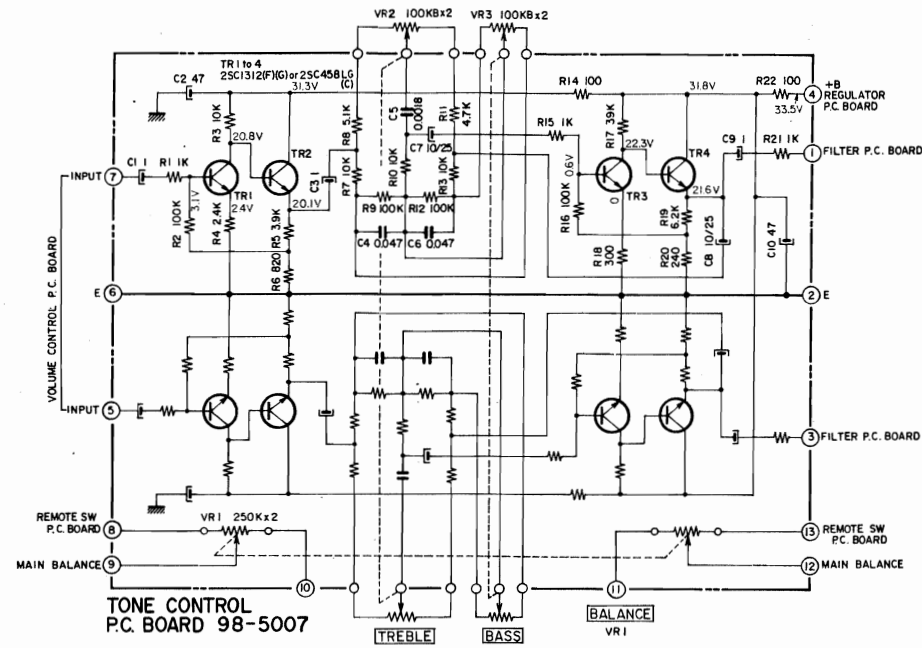 VR2 100KBx2
VR3 100KBx2
C2 47
TR1 to 4
2SC1312(F)(G) or 2SC458LG
(C)
31.3V
R3 10K
20.8V
R8 5.1K
C5
0.0018
R11
4.7K
R14 100
31.8V
R22 100
33.5V
+B
4 REGULATOR
P.C. BOARD
R15 1K
R17 39K
22.3V
C7 10/25
C9 1
R21 1K
1 FILTER P.C. BOARD
INPUT 7
C1 1
R1 1K
TR1
TR2
C3 1
R7 10K
R10 10K
R13 10K
0.6V
TR3
TR4
3.1V
2.4V
20.1V
0
21.6V
R2 100K
R4 2.4K
R5 3.9K
R6 820
R9 100K
R12 100K
C4 0.047
C6 0.047
R16 100K
R18
300
R19
6.2K
R20
240
C8 10/25
C10 47
VOLUME CONTROL P.C. BOARD
E 6
2 E
INPUT 5
3 FILTER P.C. BOARD
REMOTE SW
P.C. BOARD 8
VR1 250Kx2
13 REMOTE SW
P.C. BOARD
MAIN BALANCE 9
12 MAIN BALANCE
10
11
TONE CONTROL
P.C. BOARD 98-5007
TREBLE
BASS
BALANCE
VR1